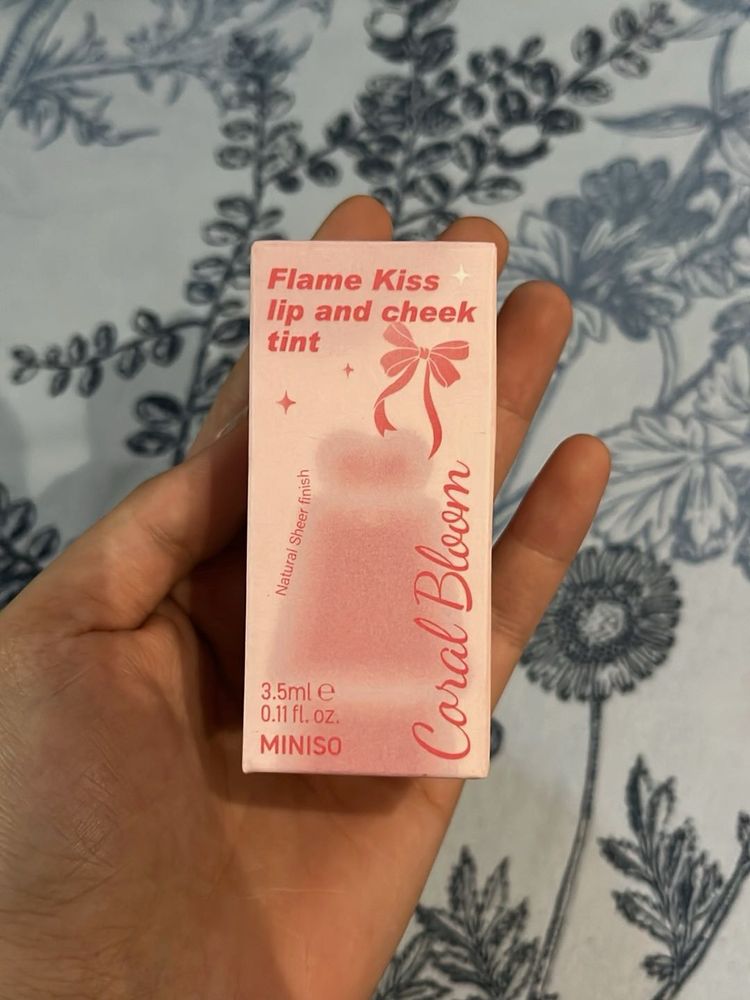 Flame Kiss
lip and cheek
tint
Natural Sheer finish
Coral Bloom
3.5ml ℮
0.11 fl. oz.
MINISO